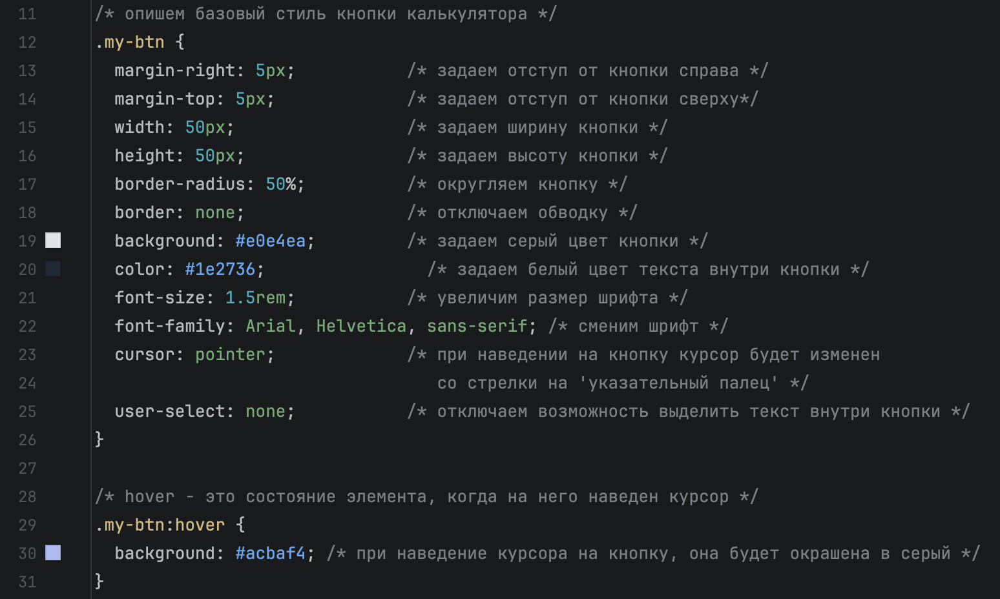 11 /* опишем базовый стиль кнопки калькулятора */
12 .my-btn {
13 margin-right: 5px; /* задаем отступ от кнопки справа */
14 margin-top: 5px; /* задаем отступ от кнопки сверху*/
15 width: 50px; /* задаем ширину кнопки */
16 height: 50px; /* задаем высоту кнопки */
17 border-radius: 50%; /* округляем кнопку */
18 border: none; /* отключаем обводку */
19 background: #e0e4ea; /* задаем серый цвет кнопки */
20 color: #1e2736; /* задаем белый цвет текста внутри кнопки */
21 font-size: 1.5rem; /* увеличим размер шрифта */
22 font-family: Arial, Helvetica, sans-serif; /* сменим шрифт */
23 cursor: pointer; /* при наведении на кнопку курсор будет изменен
24 со стрелки на 'указательный палец' */
25 user-select: none; /* отключаем возможность выделить текст внутри кнопки */
26 }
27
28 /* hover - это состояние элемента, когда на него наведен курсор */
29 .my-btn:hover {
30 background: #acbaf4; /* при наведение курсора на кнопку, она будет окрашена в серый */
31 }